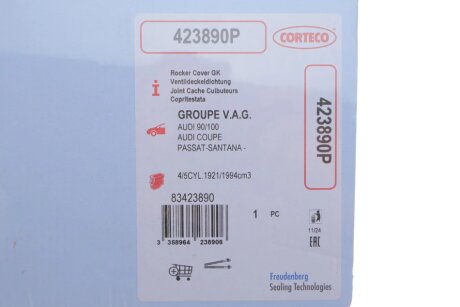 423890P
CORTECO
Rocker Cover GK
Ventildeckeldichtung
Joint Cache Culbuteurs
Copritestata
GROUPE V.A.G.
AUDI 90/100
AUDI COUPE
PASSAT-SANTANA -
4/5CYL.1921/1994cm3
83423890
1 PC
3 358964 238906
423890P
11/24
EAC
Freudenberg
Sealing Technologies